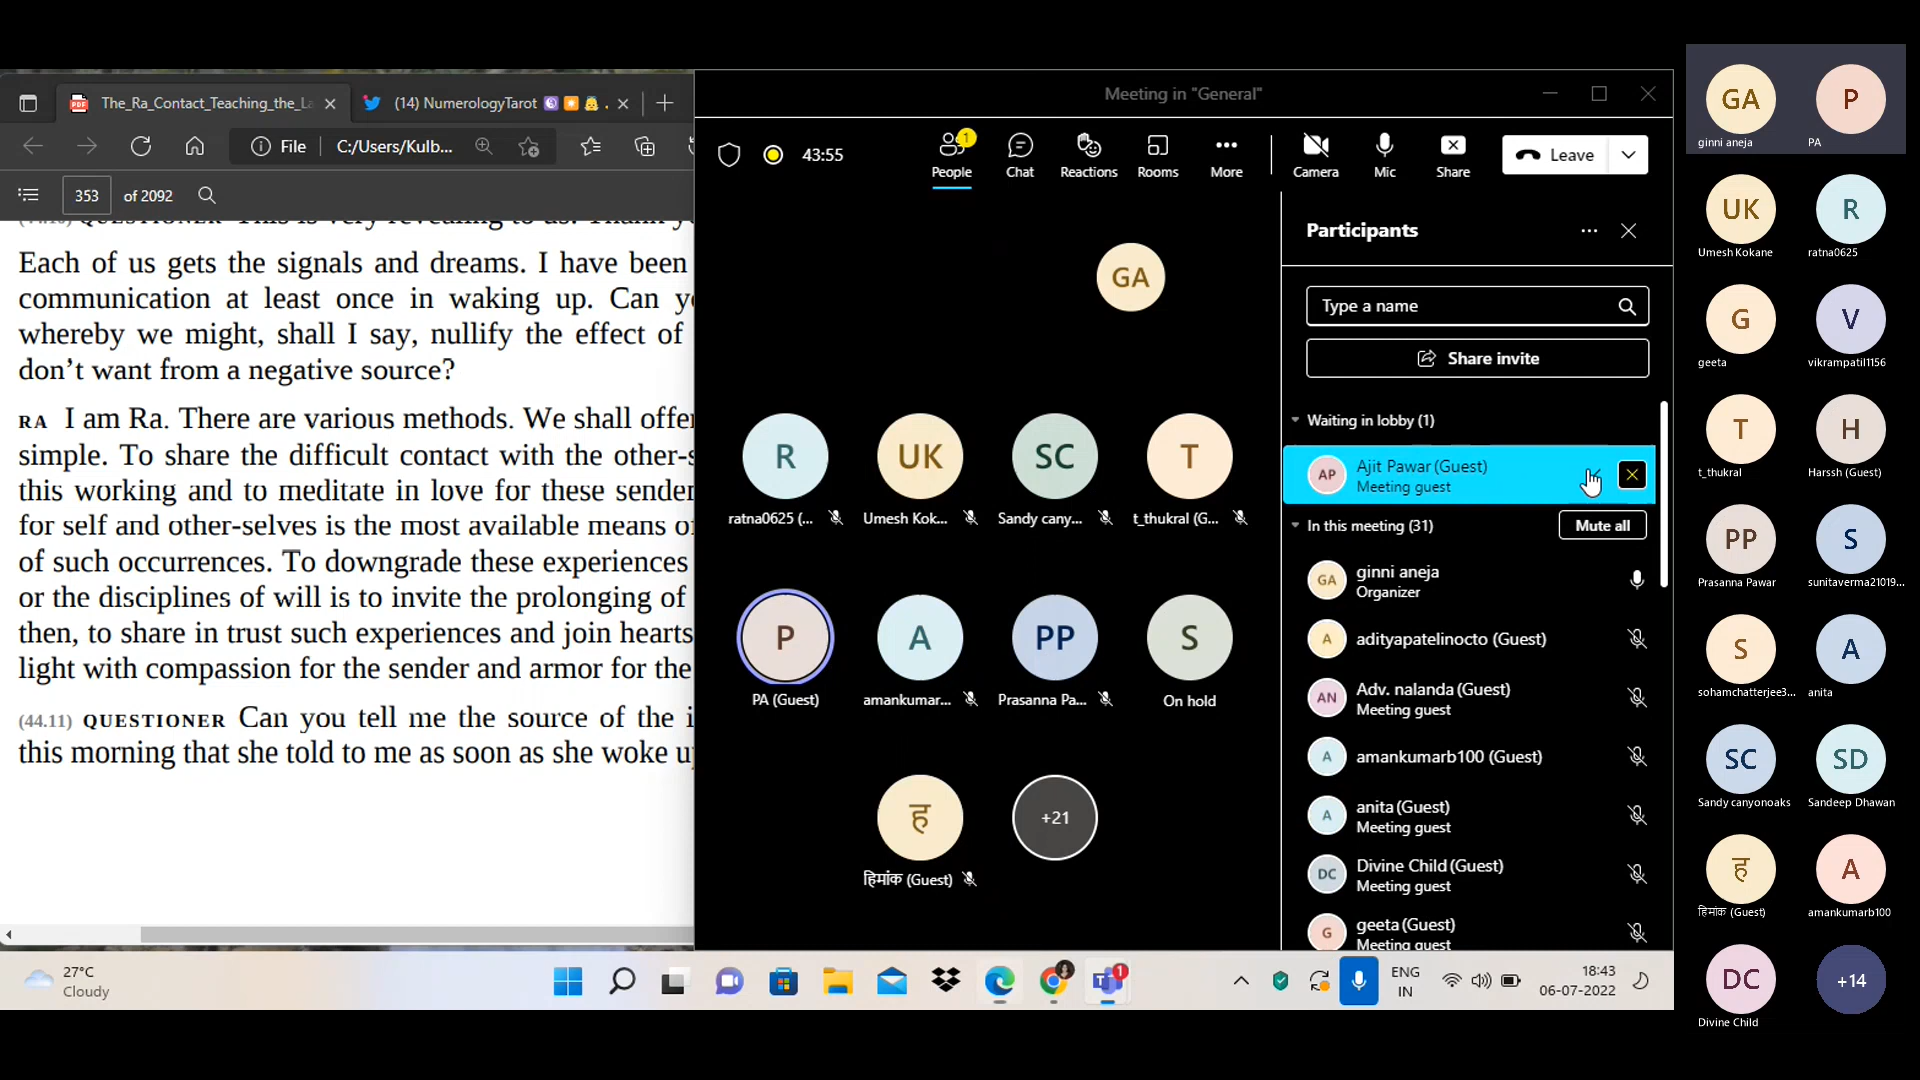 The_Ra_Contact_Teaching_the_La
(14) NumerologyTarot
File
C:/Users/Kulb...
353 of 2092
Each of us gets the signals and dreams. I have been
communication at least once in waking up. Can
whereby we might, shall I say, nullify the effect of
don't want from a negative source?
RA I am Ra. There are various methods. We shall offer
simple. To share the difficult contact with the other-s
this working and to meditate in love for these sender
for self and other-selves is the most available means
of such occurrences. To downgrade these experiences
or the disciplines of will is to invite the prolonging of
then, to share in trust such experiences and join hearts
light with compassion for the sender and armor for the
(44.11) QUESTIONER Can you tell me the source of the
this morning that she told to me as soon as she woke
Meeting in "General"
43:55
1
People
Chat
Reactions
Rooms
More
Camera
Mic
Share
Leave
GA
R
ratna0625 (...
UK
Umesh Kok...
SC
Sandy cany...
T
t_thukral (G...
P
PA (Guest)
A
amankumar...
PP
Prasanna Pa...
S
On hold
ह
हिमांक (Guest)
+21
Participants
Type a name
Share invite
Waiting in lobby (1)
AP
Ajit Pawar (Guest)
Meeting guest
In this meeting (31)
Mute all
GA
ginni aneja
Organizer
A
adityapatelinocto (Guest)
AN
Adv. nalanda (Guest)
Meeting guest
A
amankumarb100 (Guest)
A
anita (Guest)
Meeting guest
DC
Divine Child (Guest)
Meeting guest
G
geeta (Guest)
Meeting guest
GA
ginni aneja
P
PA
UK
Umesh Kokane
R
ratna0625
G
geeta
V
vikrampatil1156
T
t_thukral
H
Harssh (Guest)
PP
Prasanna Pawar
S
sunitaverma21019...
S
sohamchatterjee3...
A
anita
SC
Sandy canyonoaks
SD
Sandeep Dhawan
ह
हिमांक (Guest)
A
amankumarb100
DC
Divine Child
+14
27°C
Cloudy
1
ENG
IN
18:43
06-07-2022